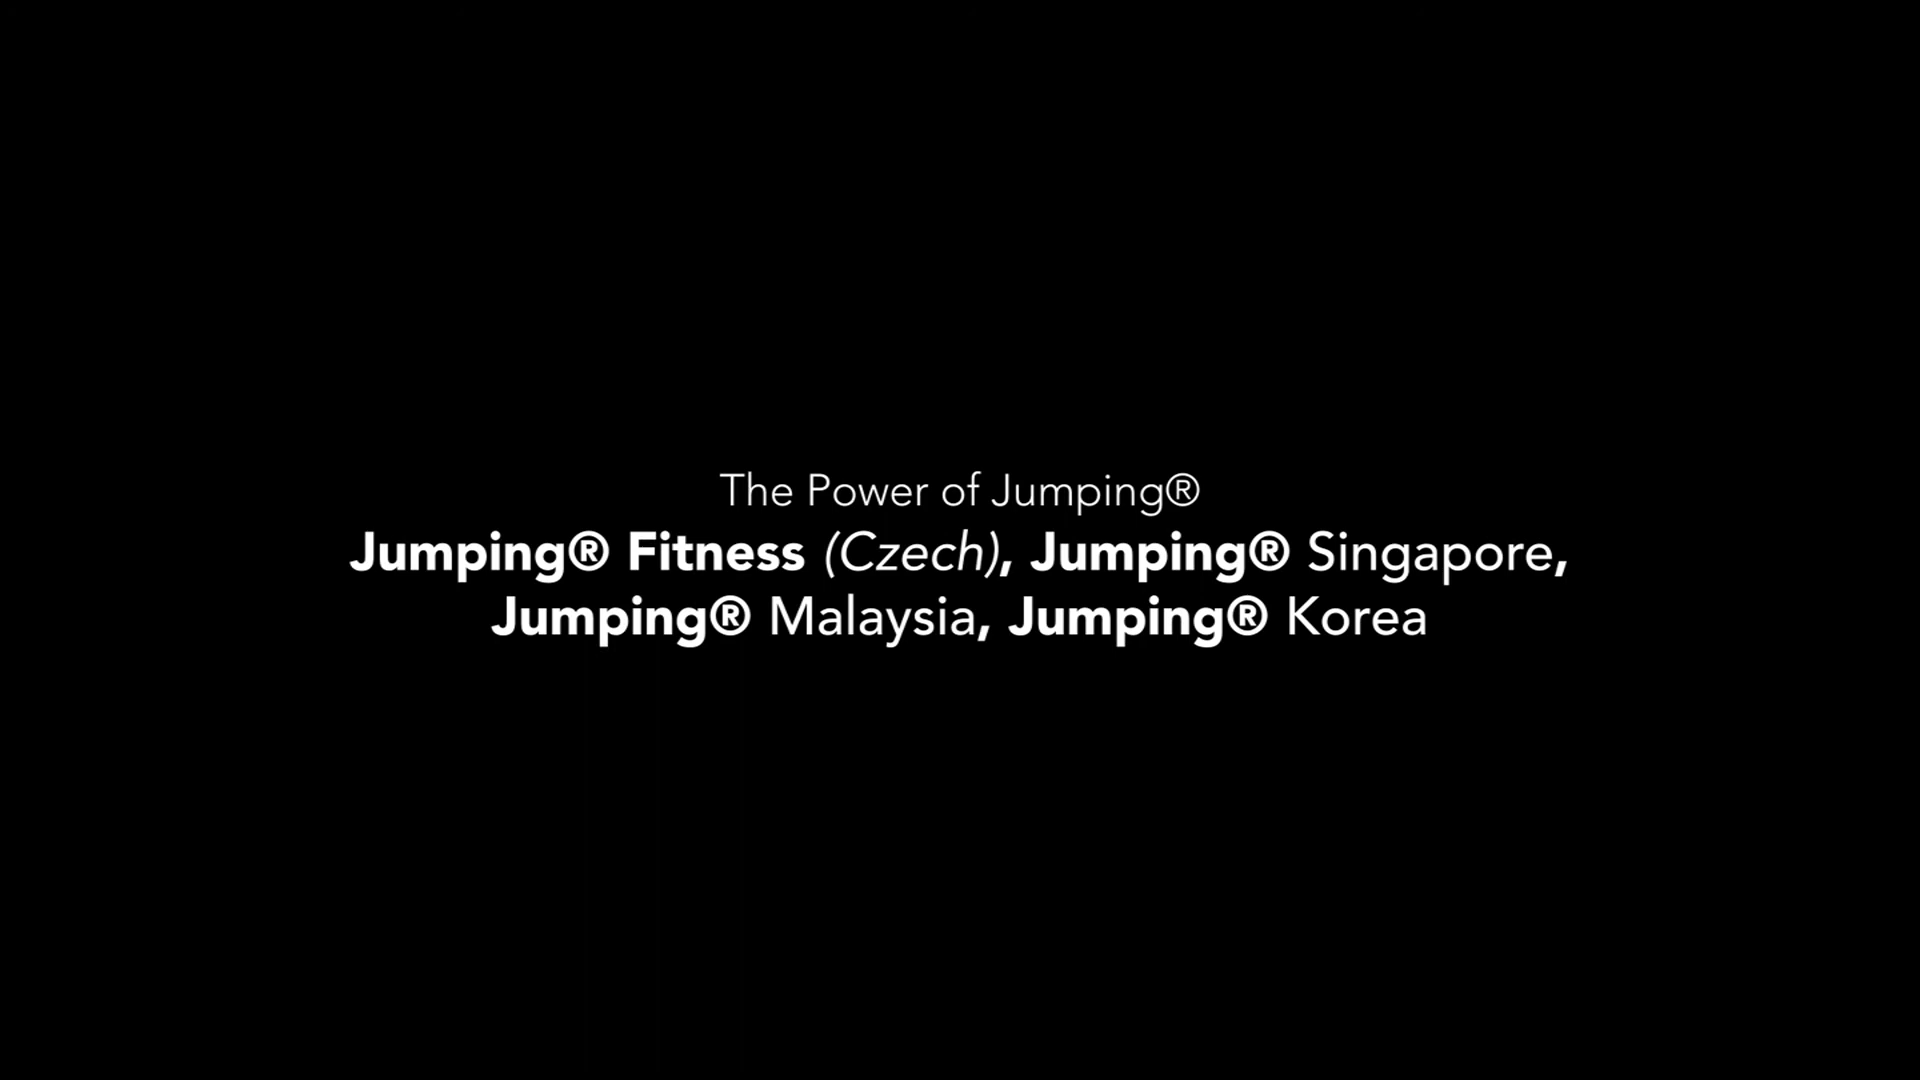 The Power of Jumping®
Jumping® Fitness (Czech), Jumping® Singapore,
Jumping® Malaysia, Jumping® Korea